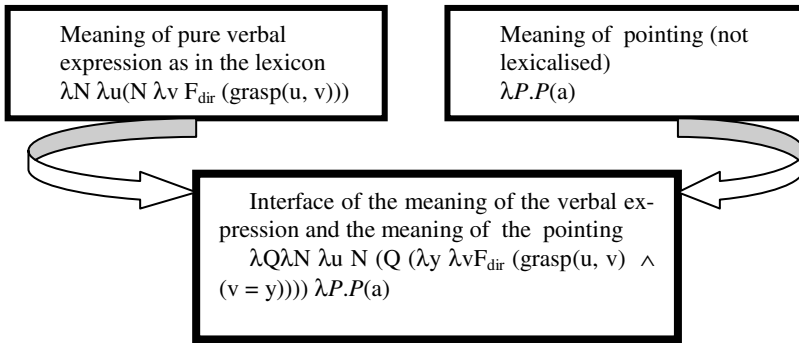 Meaning of pure verbal
expression as in the lexicon
λN λu(N λv F_dir (grasp(u, v)))
Meaning of pointing (not
lexicalised)
λP.P(a)
Interface of the meaning of the verbal ex-
pression and the meaning of the pointing
λQλN λu N (Q (λy λvF_dir (grasp(u, v) ∧
(v = y)))) λP.P(a)